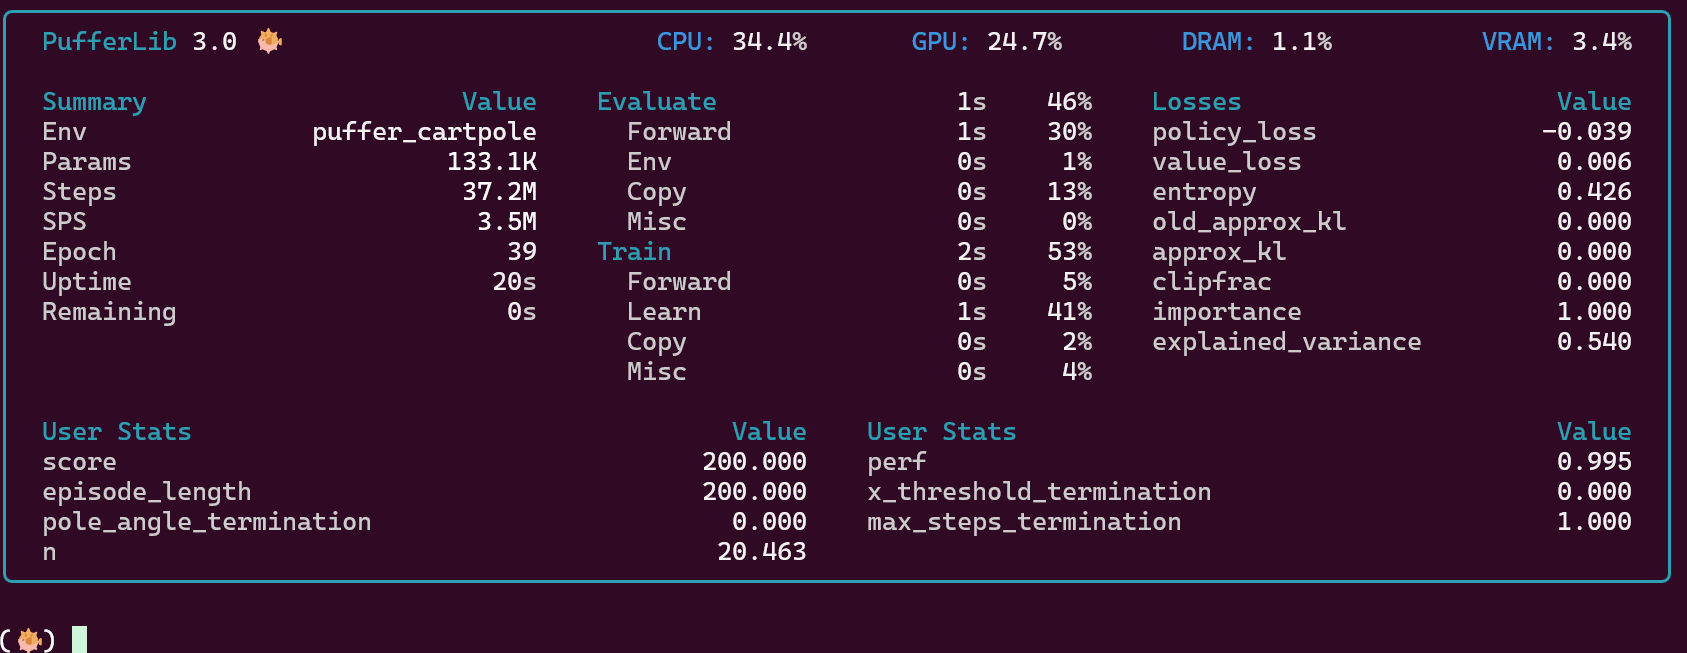 PufferLib 3.0 🐡 CPU: 34.4% GPU: 24.7% DRAM: 1.1% VRAM: 3.4%
Summary Value Evaluate 1s 46% Losses Value
Env puffer_cartpole Forward 1s 30% policy_loss −0.039
Params 133.1K Env 0s 1% value_loss 0.006
Steps 37.2M Copy 0s 13% entropy 0.426
SPS 3.5M Misc 0s 0% old_approx_kl 0.000
Epoch 39 Train 2s 53% approx_kl 0.000
Uptime 20s Forward 0s 5% clipfrac 0.000
Remaining 0s Learn 1s 41% importance 1.000
Copy 0s 2% explained_variance 0.540
Misc 0s 4%
User Stats Value User Stats Value
score 200.000 perf 0.995
episode_length 200.000 x_threshold_termination 0.000
pole_angle_termination 0.000 max_steps_termination 1.000
n 20.463
(🐡)